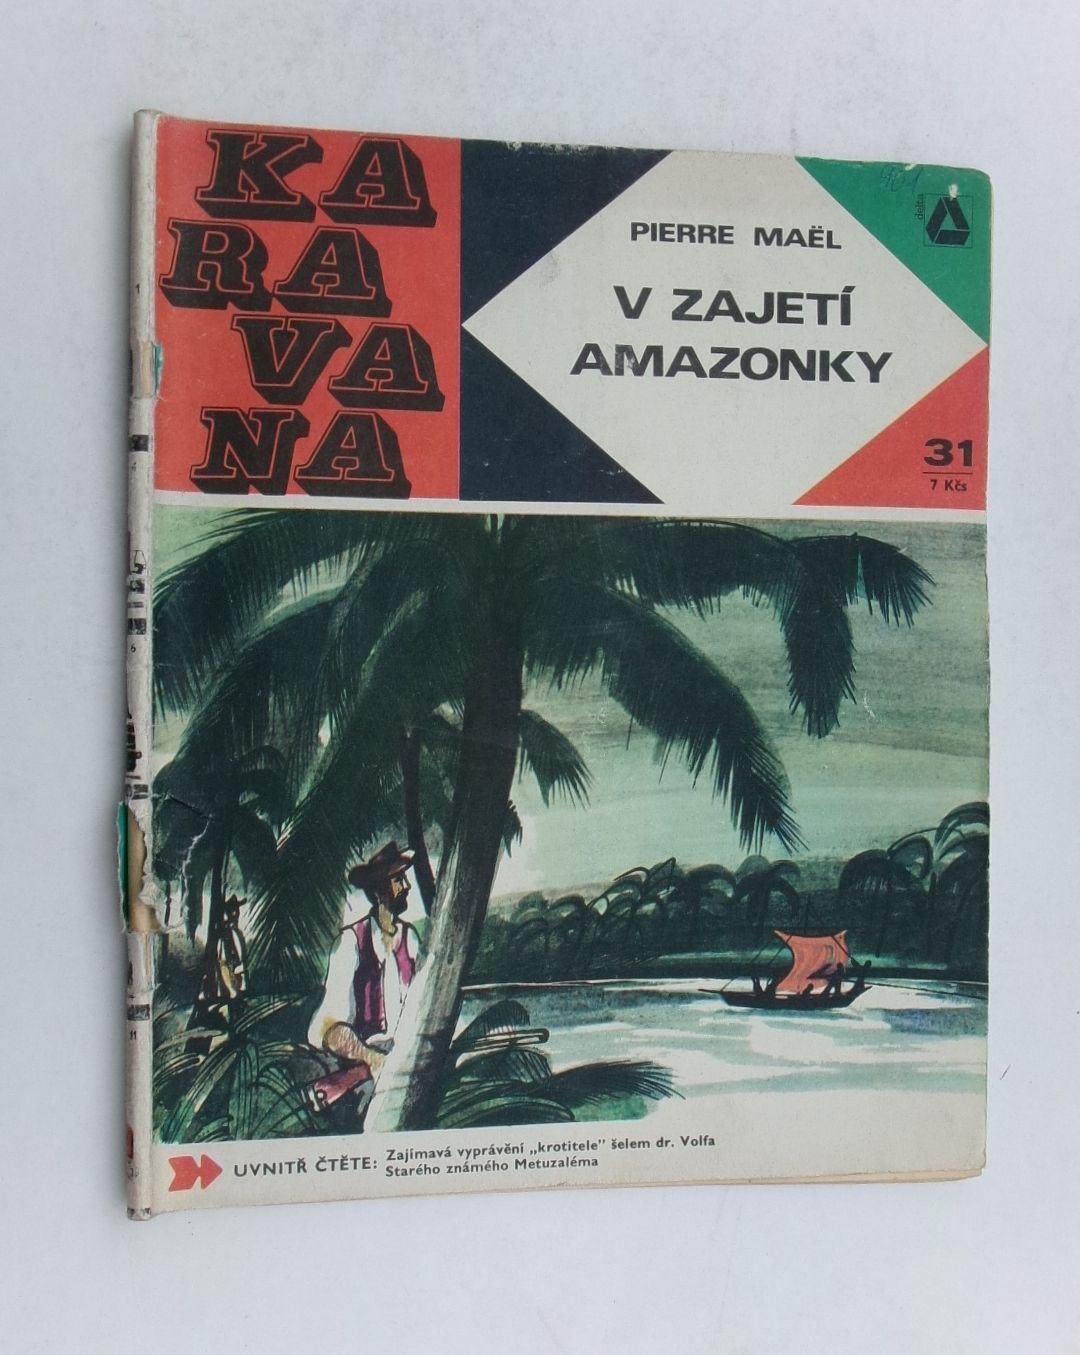 KA
RA
VA
NA
PIERRE MAËL
V ZAJETÍ
AMAZONKY
delta
31
7 Kčs
UVNITŘ ČTĚTE: Zajímavá vyprávění „krotitele" šelem dr. Volfa
Starého známého Metuzaléma